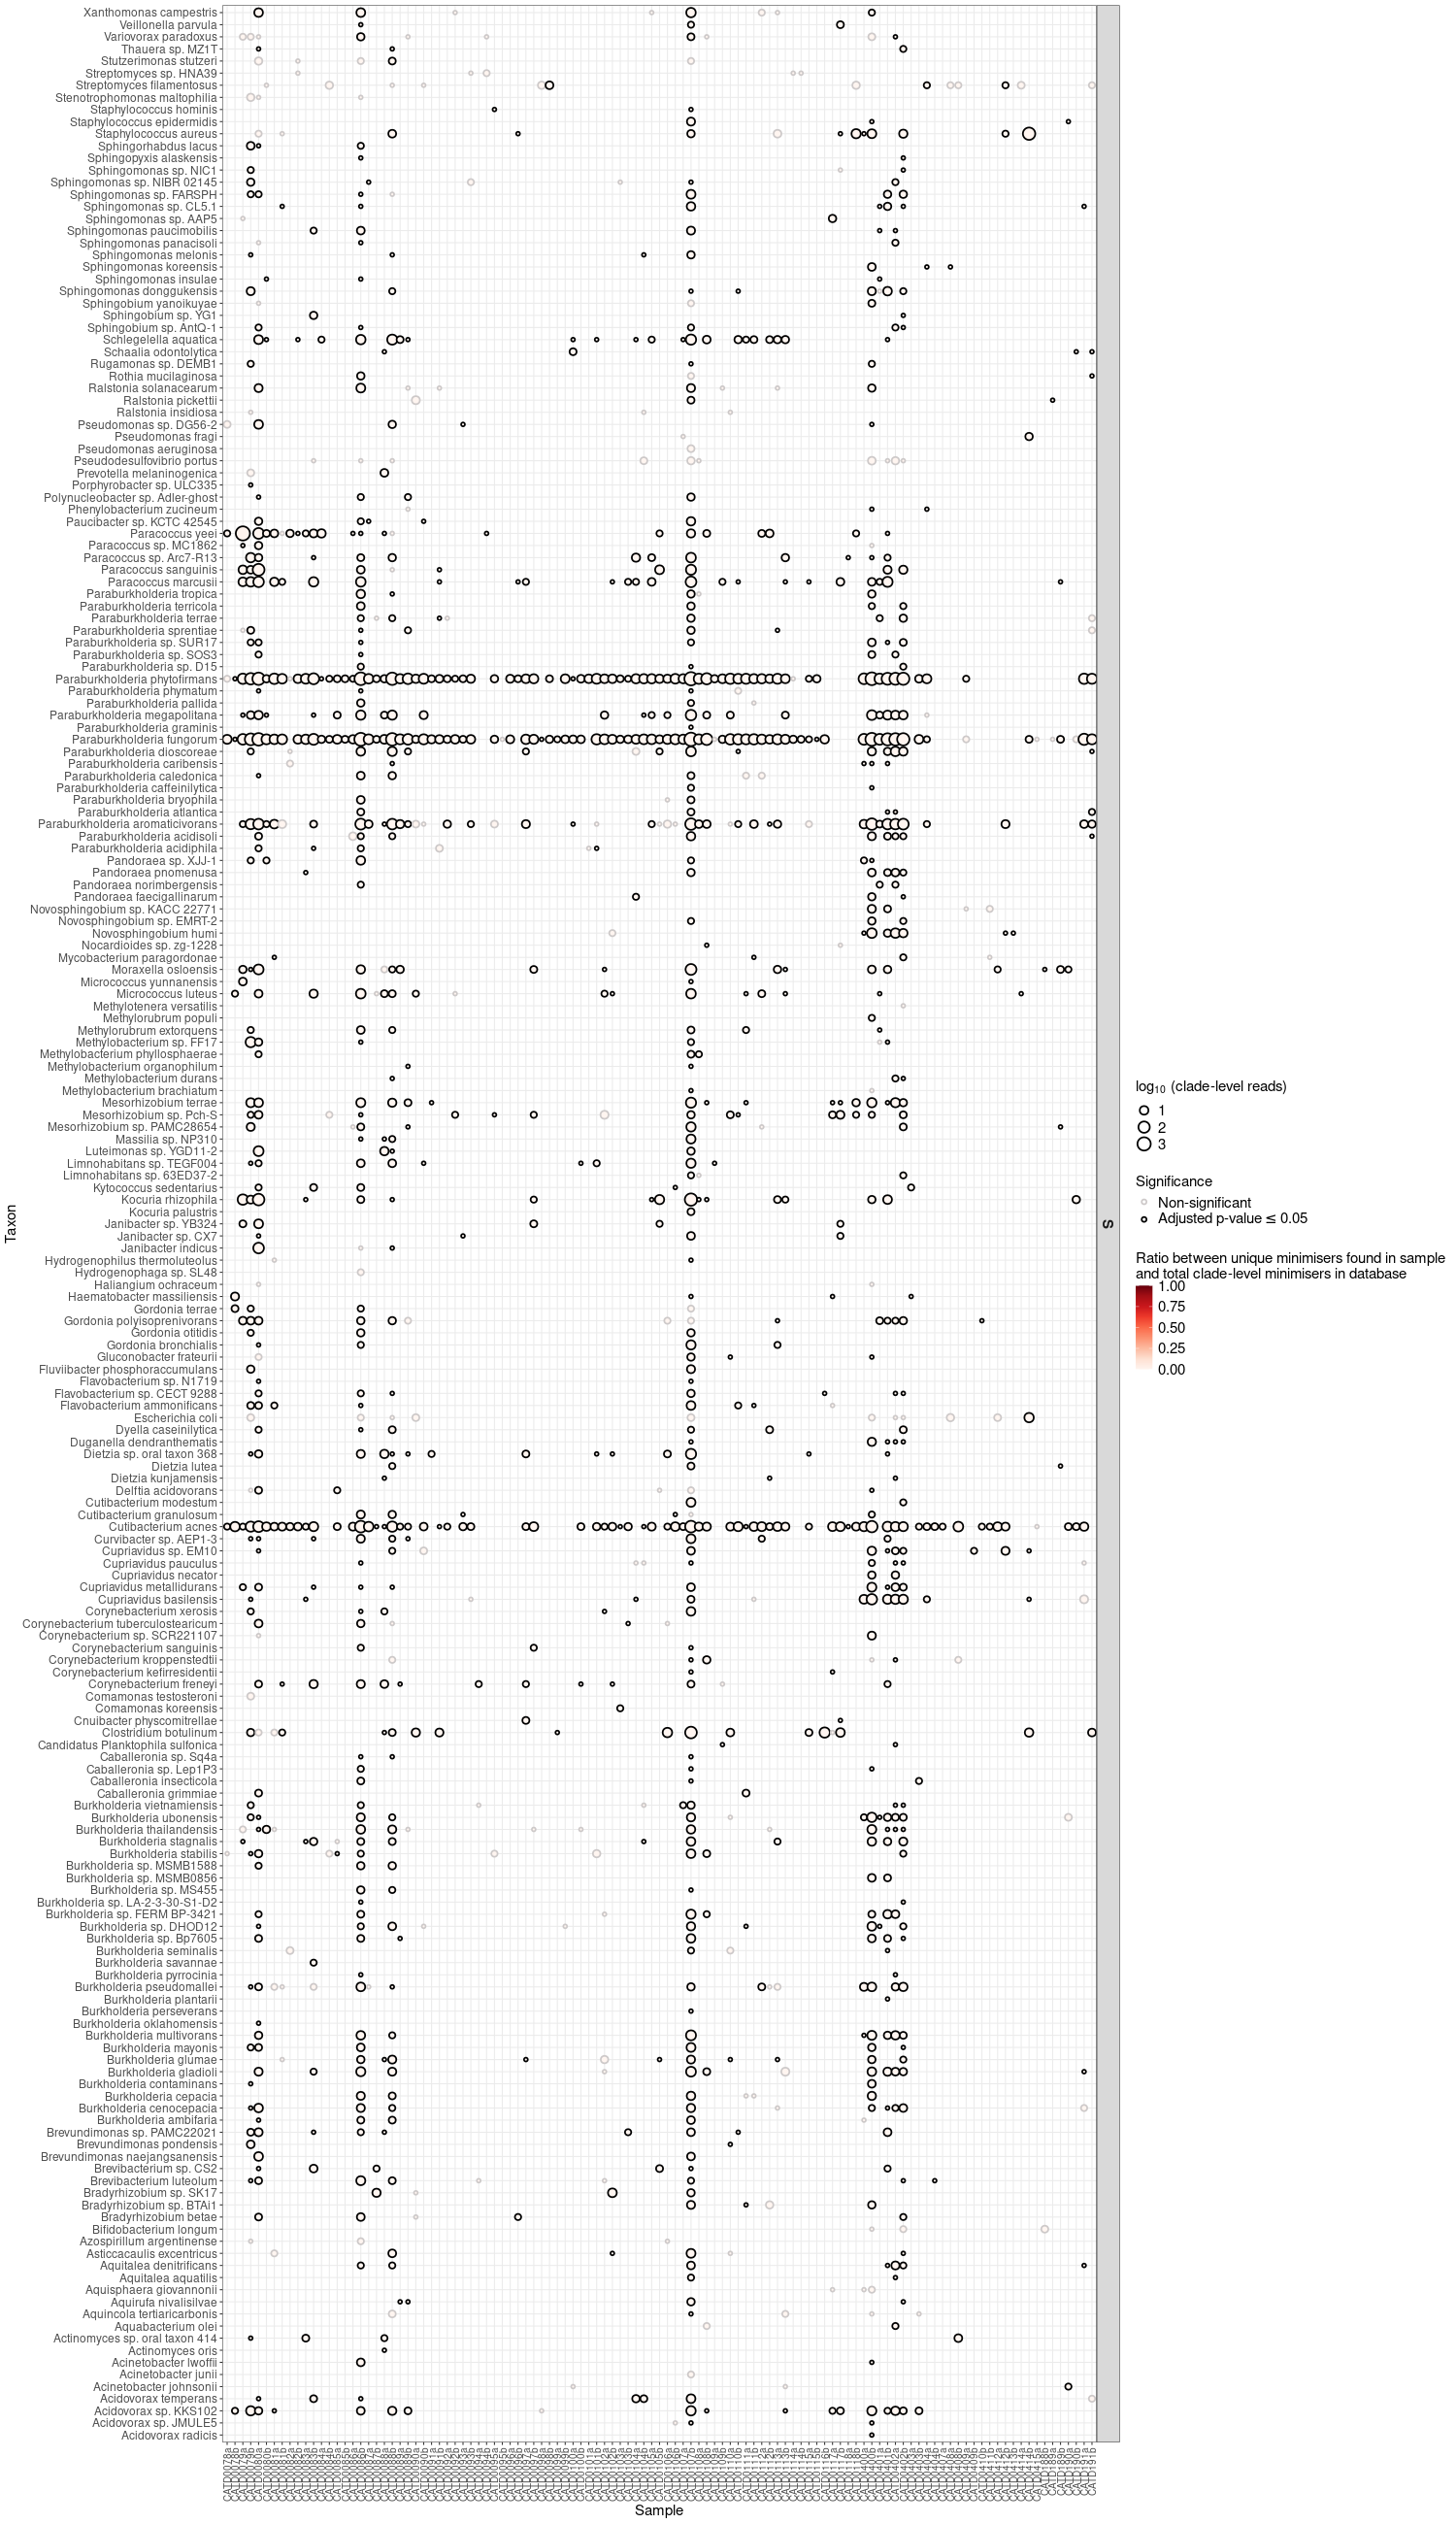 Xanthomonas campestris
Veillonella parvula
Variovorax paradoxus
Thauera sp. MZ1T
Stutzerimonas stutzeri
Streptomyces sp. HNA39
Streptomyces filamentosus
Stenotrophomonas maltophilia
Staphylococcus hominis
Staphylococcus epidermidis
Staphylococcus aureus
Sphingorhabdus lacus
Sphingopyxis alaskensis
Sphingomonas sp. NIC1
Sphingomonas sp. NIBR 02145
Sphingomonas sp. FARSPH
Sphingomonas sp. CL5.1
Sphingomonas sp. AAP5
Sphingomonas paucimobilis
Sphingomonas panacisoli
Sphingomonas melonis
Sphingomonas koreensis
Sphingomonas insulae
Sphingomonas donggukensis
Sphingobium yanoikuyae
Sphingobium sp. YG1
Sphingobium sp. AntQ-1
Schlegelella aquatica
Schaalia odontolytica
Rugamonas sp. DEMB1
Rothia mucilaginosa
Ralstonia solanacearum
Ralstonia pickettii
Ralstonia insidiosa
Pseudomonas sp. DG56-2
Pseudomonas fragi
Pseudomonas aeruginosa
Pseudodesulfovibrio portus
Prevotella melaninogenica
Porphyrobacter sp. ULC335
Polynucleobacter sp. Adler-ghost
Phenylobacterium zucineum
Paucibacter sp. KCTC 42545
Paracoccus yeei
Paracoccus sp. MC1862
Paracoccus sp. Arc7-R13
Paracoccus sanguinis
Paracoccus marcusii
Paraburkholderia tropica
Paraburkholderia terricola
Paraburkholderia terrae
Paraburkholderia sprentiae
Paraburkholderia sp. SUR17
Paraburkholderia sp. SOS3
Paraburkholderia sp. D15
Paraburkholderia phytofirmans
Paraburkholderia phymatum
Paraburkholderia pallida
Paraburkholderia megapolitana
Paraburkholderia graminis
Paraburkholderia fungorum
Paraburkholderia dioscoreae
Paraburkholderia caribensis
Paraburkholderia caledonica
Paraburkholderia caffeinilytica
Paraburkholderia bryophila
Paraburkholderia atlantica
Paraburkholderia aromaticivorans
Paraburkholderia acidisoli
Paraburkholderia acidiphila
Pandoraea sp. XJJ-1
Pandoraea pnomenusa
Pandoraea norimbergensis
Pandoraea faecigallinarum
Novosphingobium sp. KACC 22771
Novosphingobium sp. EMRT-2
Novosphingobium humi
Nocardioides sp. zg-1228
Mycobacterium paragordonae
Moraxella osloensis
Micrococcus yunnanensis
Micrococcus luteus
Methylotenera versatilis
Methylorubrum populi
Methylorubrum extorquens
Methylobacterium sp. FF17
Methylobacterium phyllosphaerae
Methylobacterium organophilum
Methylobacterium durans
Methylobacterium brachiatum
Mesorhizobium terrae
Mesorhizobium sp. Pch-S
Mesorhizobium sp. PAMC28654
Massilia sp. NP310
Luteimonas sp. YGD11-2
Limnohabitans sp. TEGF004
Limnohabitans sp. 63ED37-2
Kytococcus sedentarius
Kocuria rhizophila
Kocuria palustris
Janibacter sp. YB324
Janibacter sp. CX7
Janibacter indicus
Hydrogenophilus thermoluteolus
Hydrogenophaga sp. SL48
Haliangium ochraceum
Haematobacter massiliensis
Gordonia terrae
Gordonia polyisoprenivorans
Gordonia otitidis
Gordonia bronchialis
Gluconobacter frateurii
Fluviibacter phosphoraccumulans
Flavobacterium sp. N1719
Flavobacterium sp. CECT 9288
Flavobacterium ammonificans
Escherichia coli
Dyella caseinilytica
Duganella dendranthematis
Dietzia sp. oral taxon 368
Dietzia lutea
Dietzia kunjamensis
Delftia acidovorans
Cutibacterium modestum
Cutibacterium granulosum
Cutibacterium acnes
Curvibacter sp. AEP1-3
Cupriavidus sp. EM10
Cupriavidus pauculus
Cupriavidus necator
Cupriavidus metallidurans
Cupriavidus basilensis
Corynebacterium xerosis
Corynebacterium tuberculostearicum
Corynebacterium sp. SCR221107
Corynebacterium sanguinis
Corynebacterium kroppenstedtii
Corynebacterium kefirresidentii
Corynebacterium freneyi
Comamonas testosteroni
Comamonas koreensis
Cnuibacter physcomitrellae
Clostridium botulinum
Candidatus Planktophila sulfonica
Caballeronia sp. Sq4a
Caballeronia sp. Lep1P3
Caballeronia insecticola
Caballeronia grimmiae
Burkholderia vietnamiensis
Burkholderia ubonensis
Burkholderia thailandensis
Burkholderia stagnalis
Burkholderia stabilis
Burkholderia sp. MSMB1588
Burkholderia sp. MSMB0856
Burkholderia sp. MS455
Burkholderia sp. LA-2-3-30-S1-D2
Burkholderia sp. FERM BP-3421
Burkholderia sp. DHOD12
Burkholderia sp. Bp7605
Burkholderia seminalis
Burkholderia savannae
Burkholderia pyrrocinia
Burkholderia pseudomallei
Burkholderia plantarii
Burkholderia perseverans
Burkholderia oklahomensis
Burkholderia multivorans
Burkholderia mayonis
Burkholderia glumae
Burkholderia gladioli
Burkholderia contaminans
Burkholderia cepacia
Burkholderia cenocepacia
Burkholderia ambifaria
Brevundimonas sp. PAMC22021
Brevundimonas pondensis
Brevundimonas naejangsanensis
Brevibacterium sp. CS2
Brevibacterium luteolum
Bradyrhizobium sp. SK17
Bradyrhizobium sp. BTAi1
Bradyrhizobium betae
Bifidobacterium longum
Azospirillum argentinense
Asticcacaulis excentricus
Aquitalea denitrificans
Aquitalea aquatilis
Aquisphaera giovannonii
Aquirufa nivalisilvae
Aquincola tertiaricarbonis
Aquabacterium olei
Actinomyces sp. oral taxon 414
Actinomyces oris
Acinetobacter lwoffii
Acinetobacter junii
Acinetobacter johnsonii
Acidovorax temperans
Acidovorax sp. KKS102
Acidovorax sp. JMULE5
Acidovorax radicis
Taxon
Sample
S
log10 (clade-level reads)
1
2
3
Significance
Non-significant
Adjusted p-value ≤ 0.05
Ratio between unique minimisers found in sample
and total clade-level minimisers in database
1.00
0.75
0.50
0.25
0.00